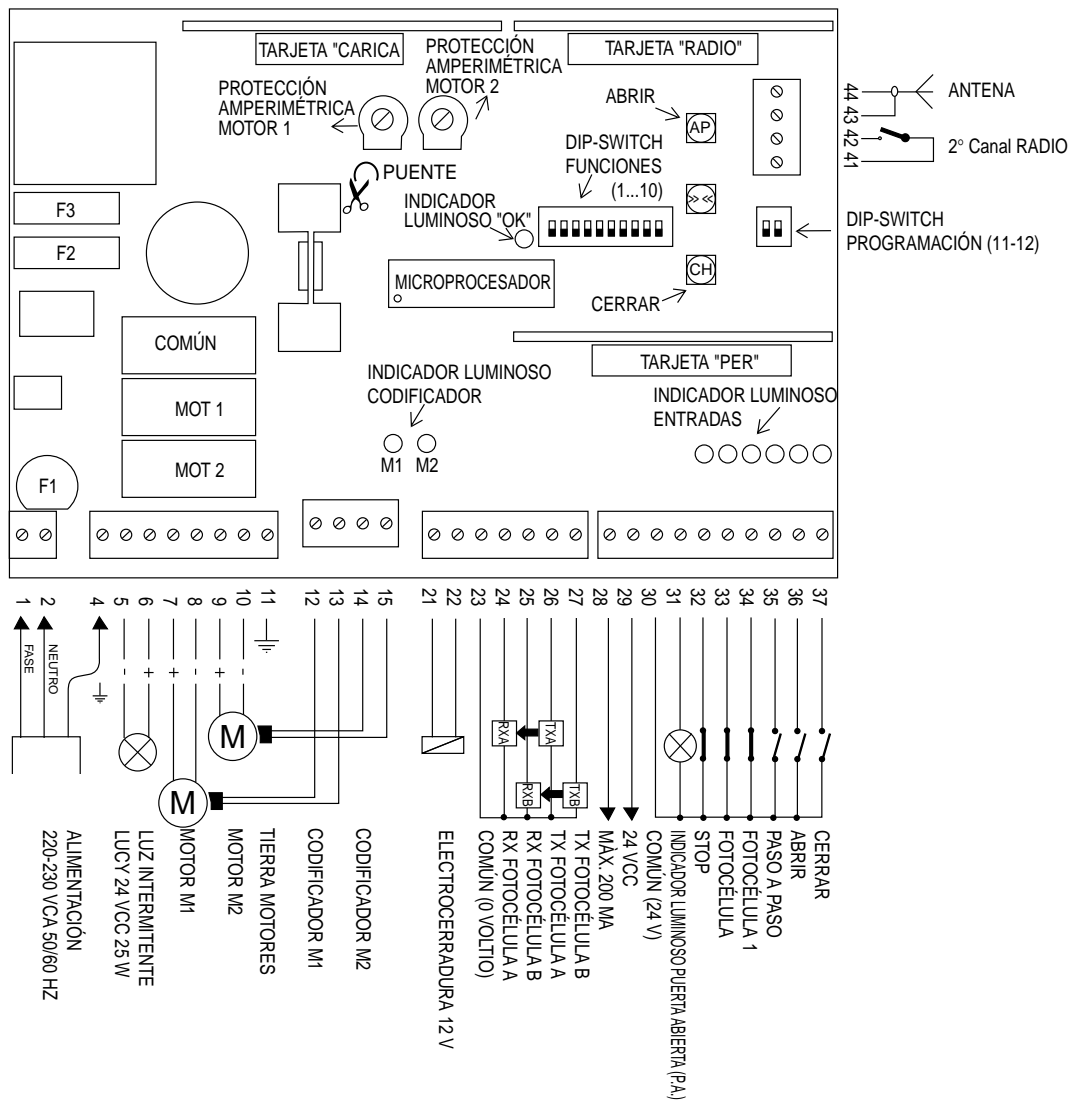 TARJETA "CARICA
PROTECCIÓN
AMPERIMÉTRICA
MOTOR 2
TARJETA "RADIO"
PROTECCIÓN
AMPERIMÉTRICA
MOTOR 1
ABRIR
AP
44
43
42
41
ANTENA
2° Canal RADIO
DIP-SWITCH
FUNCIONES
(1...10)
PUENTE
INDICADOR
LUMINOSO "OK"
>> <<
DIP-SWITCH
PROGRAMACIÓN (11-12)
F3
F2
MICROPROCESADOR
CH
CERRAR
COMÚN
TARJETA "PER"
INDICADOR LUMINOSO
CODIFICADOR
INDICADOR LUMINOSO
ENTRADAS
MOT 1
M1 M2
MOT 2
F1
1 2 4 5 6 7 8 9 10 11 12 13 14 15 21 22 23 24 25 26 27 28 29 30 31 32 33 34 35 36 37
FASE
NEUTRO
- + + - + -
M
M
RXA
TXA
RXB
TXB
ALIMENTACIÓN
220-230 VCA 50/60 HZ
LUZ INTERMITENTE
LUCY 24 VCC 25 W
MOTOR M1
MOTOR M2
TIERRA MOTORES
CODIFICADOR M1
CODIFICADOR M2
ELECTROCERRADURA 12 V
COMÚN (0 VOLTIO)
RX FOTOCÉLULA A
RX FOTOCÉLULA B
TX FOTOCÉLULA A
TX FOTOCÉLULA B
MÀX. 200 MA
24 VCC
COMÚN (24 V)
INDICADOR LUMINOSO PUERTA ABIERTA (P.A.)
STOP
FOTOCÉLULA
FOTOCÉLULA 1
PASO A PASO
ABRIR
CERRAR